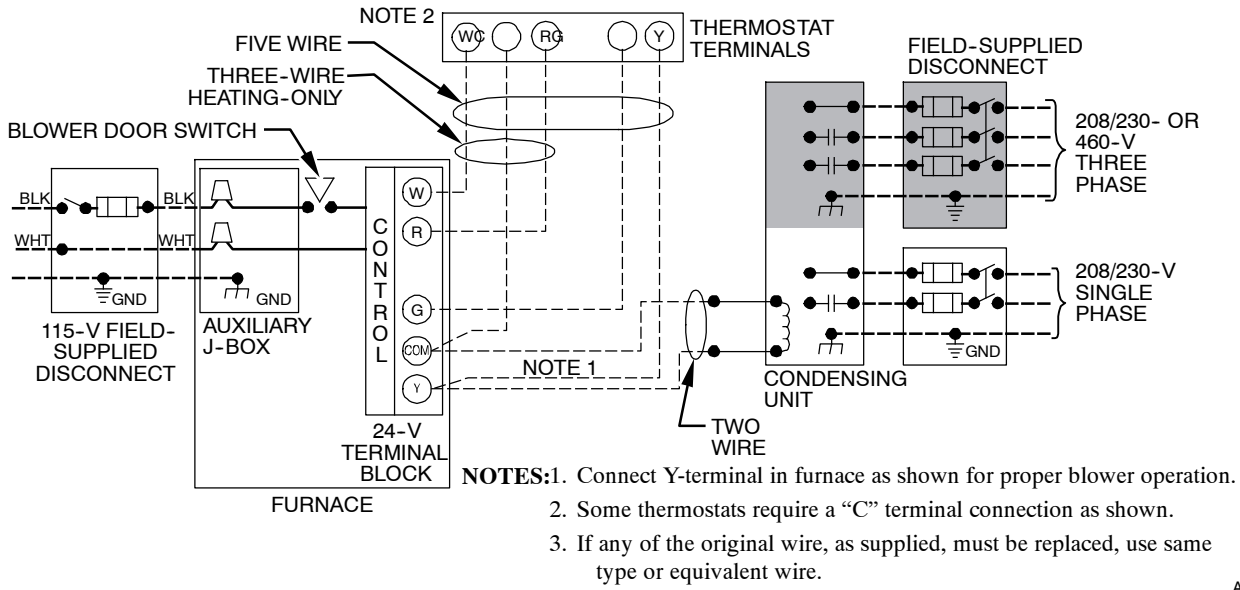 NOTE 2
FIVE WIRE
THREE-WIRE
HEATING-ONLY
BLOWER DOOR SWITCH
WC
RG
Y
THERMOSTAT
TERMINALS
FIELD-SUPPLIED
DISCONNECT
208/230- OR
460-V
THREE
PHASE
BLK
BLK
WHT
WHT
GND
GND
115-V FIELD-
SUPPLIED
DISCONNECT
AUXILIARY
J-BOX
CONTROL
W
R
G
COM
Y
24-V
TERMINAL
BLOCK
FURNACE
NOTE 1
TWO
WIRE
CONDENSING
UNIT
GND
208/230-V
SINGLE
PHASE
NOTES:1. Connect Y-terminal in furnace as shown for proper blower operation.
2. Some thermostats require a “C” terminal connection as shown.
3. If any of the original wire, as supplied, must be replaced, use same
type or equivalent wire.
A